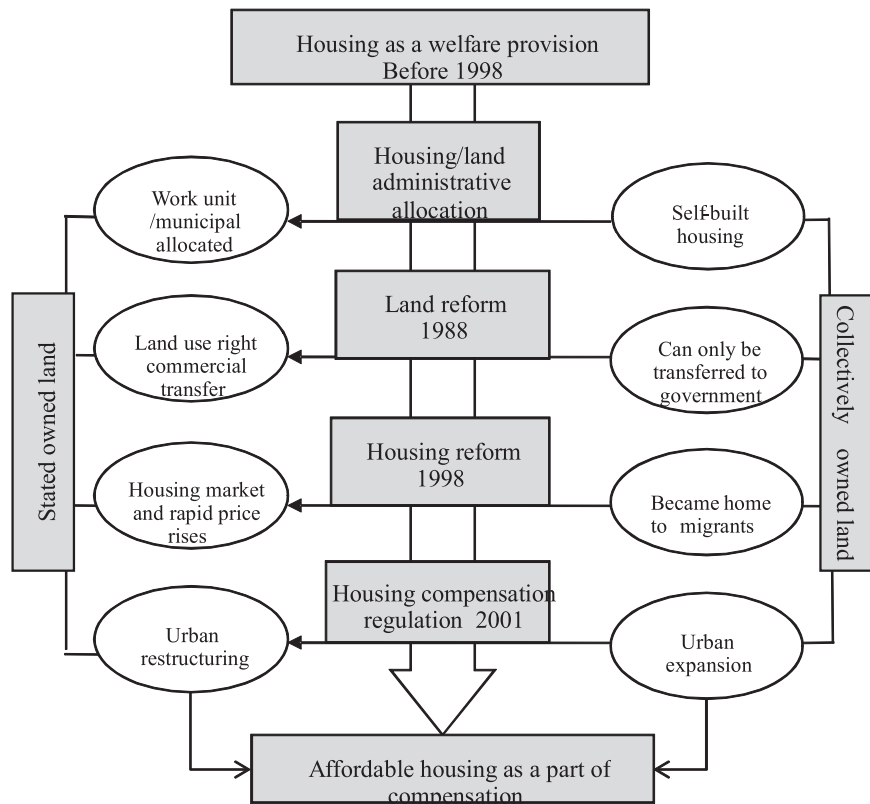 Housing as a welfare provision
Before 1998
Housing/land
administrative
allocation
Work unit
/municipal
allocated
Self-built
housing
Land reform
1988
Land use right
commercial
transfer
Can only be
transferred to
government
Stated owned land
Collectively owned land
Housing reform
1998
Housing market
and rapid price
rises
Became home
to migrants
Housing compensation
regulation 2001
Urban
restructuring
Urban
expansion
Affordable housing as a part of
compensation